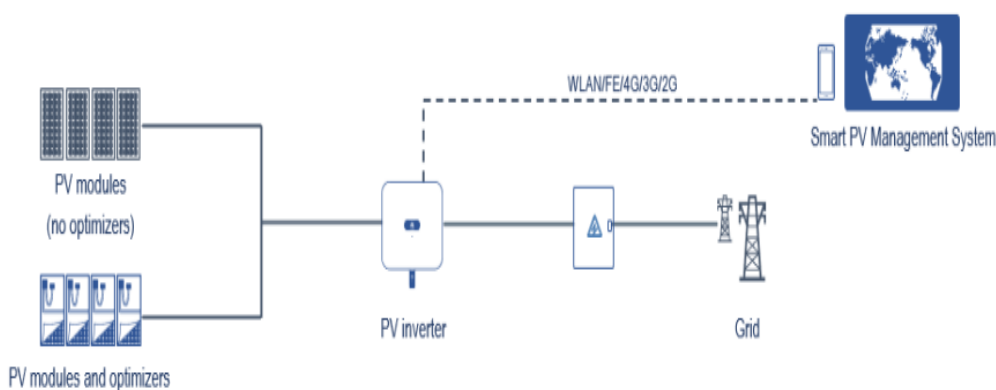 WLAN/FE/4G/3G/2G
Smart PV Management System
PV modules
(no optimizers)
PV inverter
Grid
PV modules and optimizers